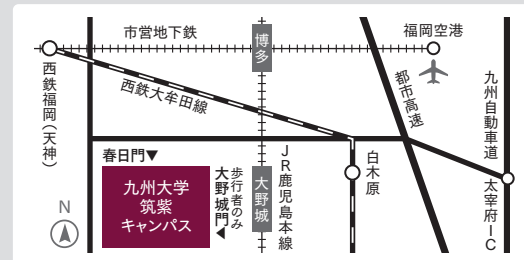 市営地下鉄
博多
福岡空港
西鉄福岡(天神)
西鉄大牟田線
都市高速
九州自動車道
春日門▼
九州大学
筑紫
キャンパス
歩行者のみ
大野城門▼
大野城
JR鹿児島本線
白木原
太宰府IC
N